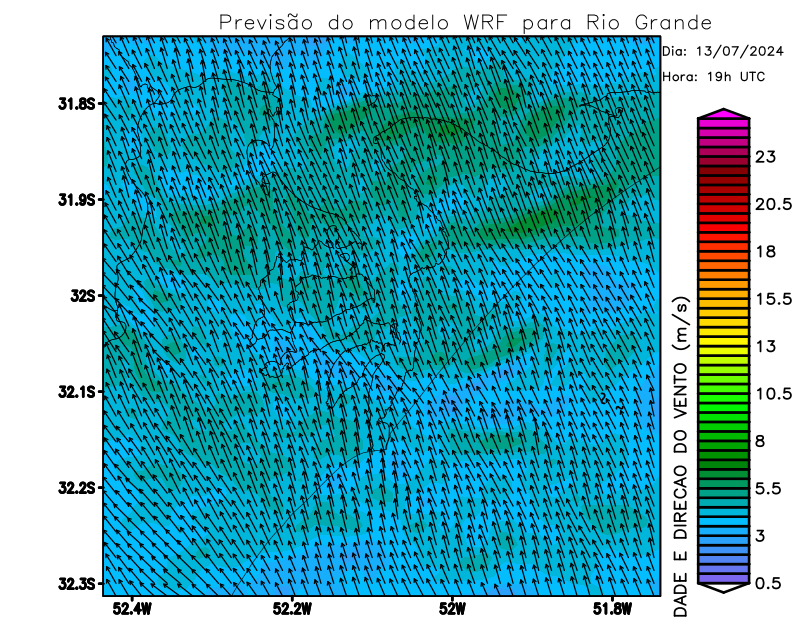 Previsão do modelo WRF para Rio Grande
Dia: 13/07/2024
Hora: 19h UTC
31.8S
31.9S
32S
32.1S
32.2S
32.3S
52.4W
52.2W
52W
51.8W
23
20.5
18
15.5
13
10.5
8
5.5
3
0.5
DADE E DIRECAO DO VENTO (m/s)